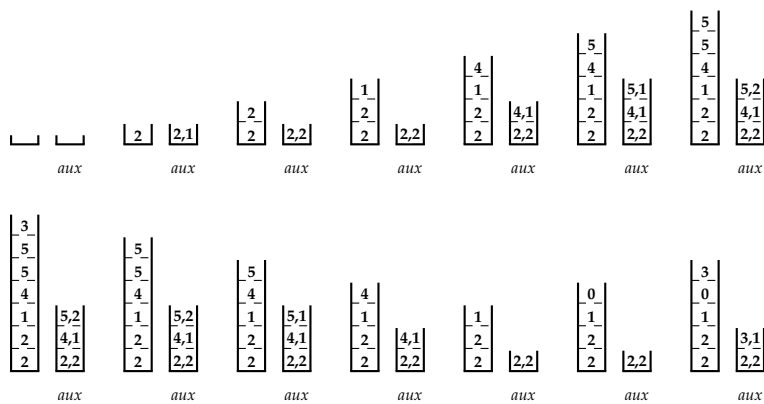 5
5 5
4 4 4
1 1 1 5,1 1 5,2
2 2 2 4,1 2 4,1 2 4,1
2 2,1 2 2,2 2 2,2 2 2,2 2 2,2 2 2,2
aux aux aux aux aux aux aux
3
5 5
5 5 5 3
4 4 4 4 0 0
1 5,2 1 5,2 1 5,1 1 1 1 1
2 4,1 2 4,1 2 4,1 2 4,1 2 2 2 3,1
2 2,2 2 2,2 2 2,2 2 2,2 2 2,2 2 2,2 2 2,2
aux aux aux aux aux aux aux